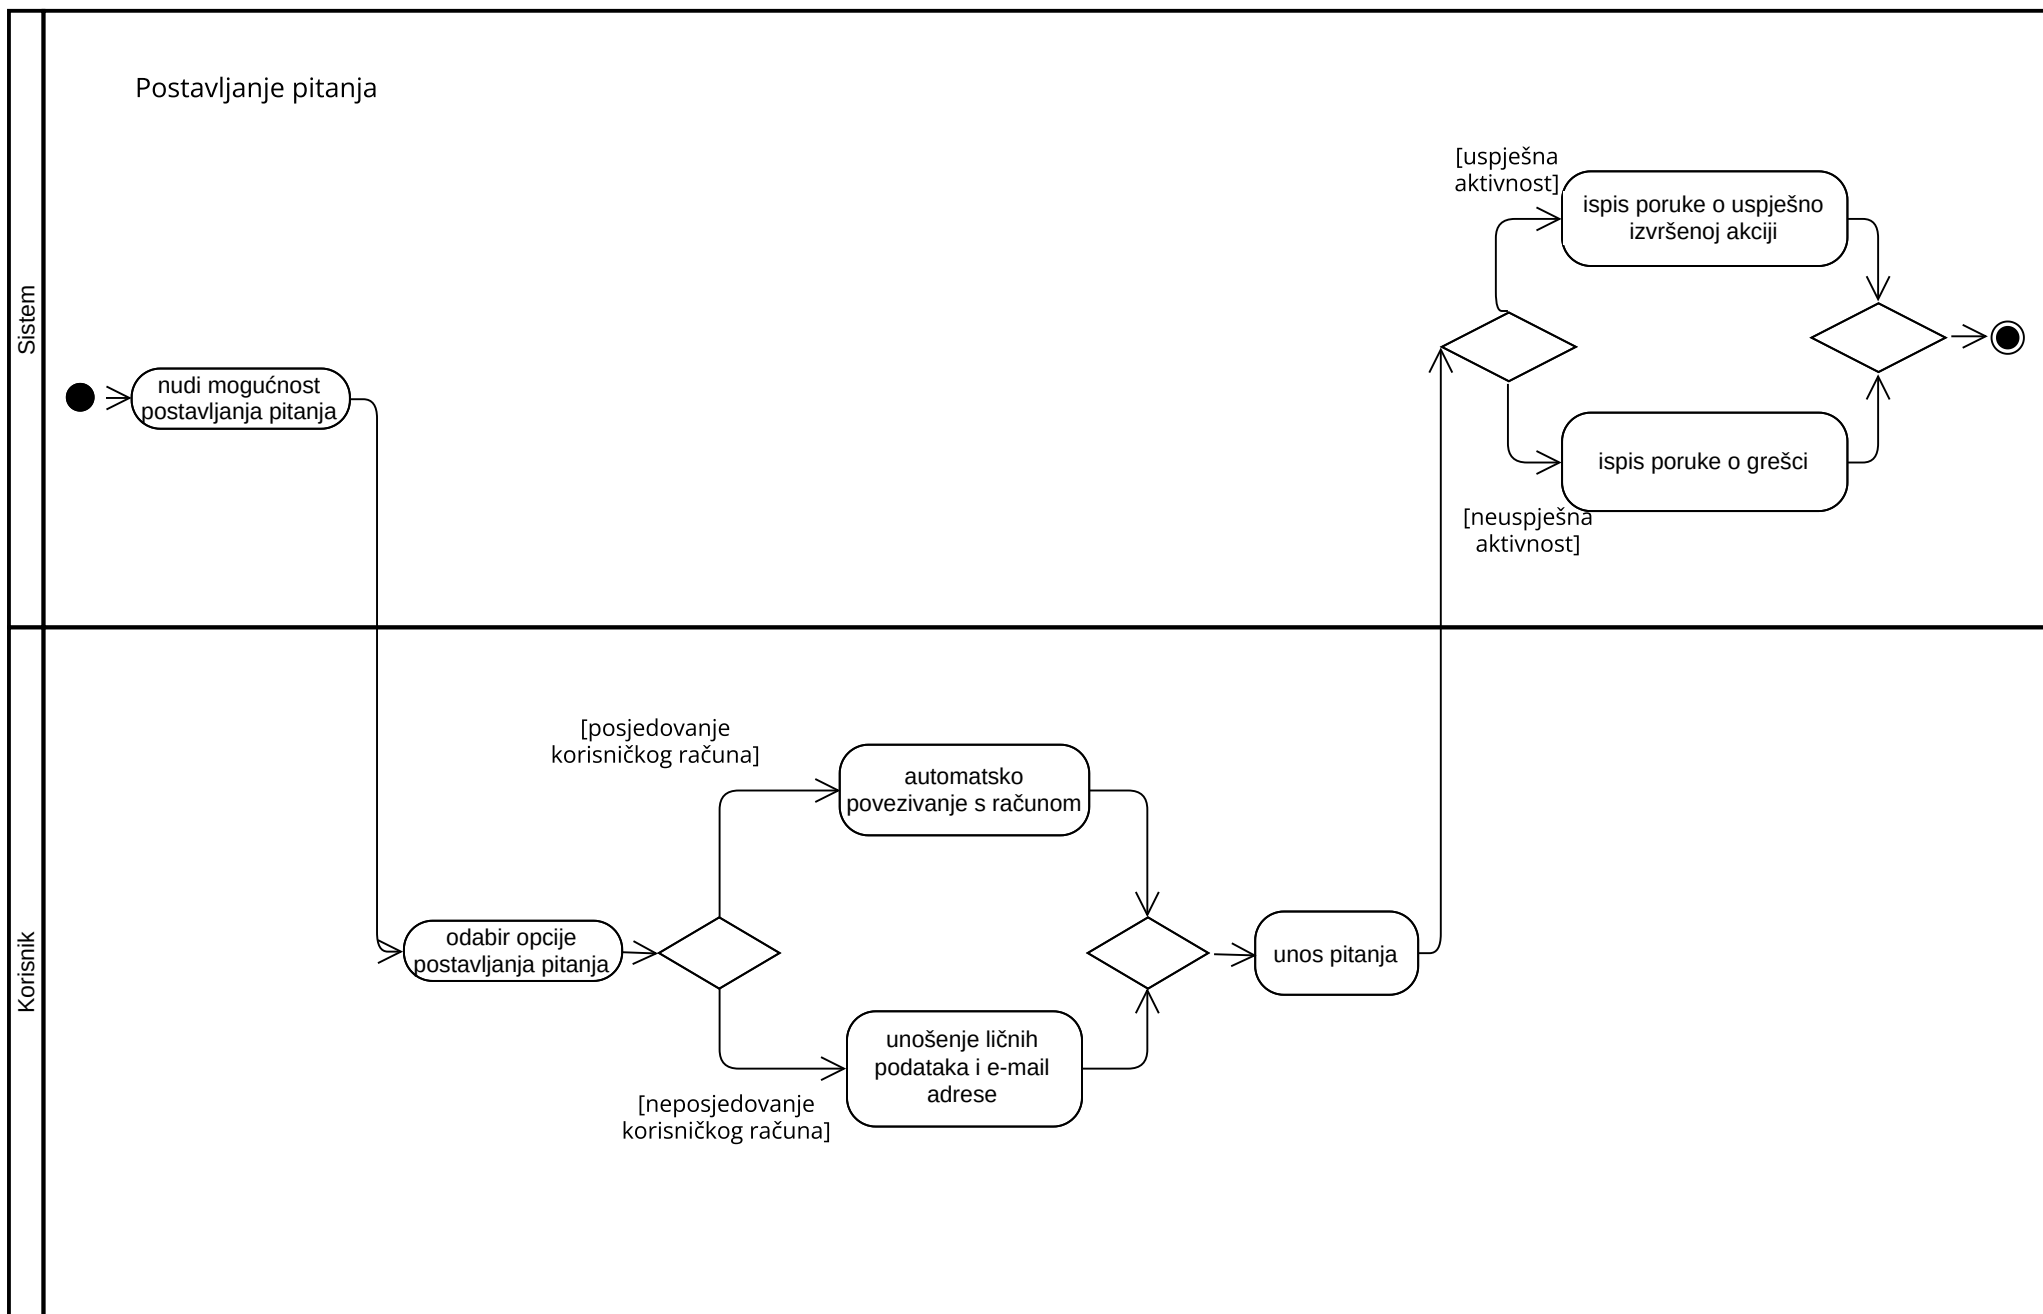 Postavljanje pitanja
Sistem
nudi mogućnost
postavljanja pitanja
[uspješna
aktivnost]
ispis poruke o uspješno
izvršenoj akciji
ispis poruke o grešci
[neuspješna
aktivnost]
Korisnik
odabir opcije
postavljanja pitanja
[posjedovanje
korisničkog računa]
automatsko
povezivanje s računom
unošenje ličnih
podataka i e-mail
adrese
[neposjedovanje
korisničkog računa]
unos pitanja